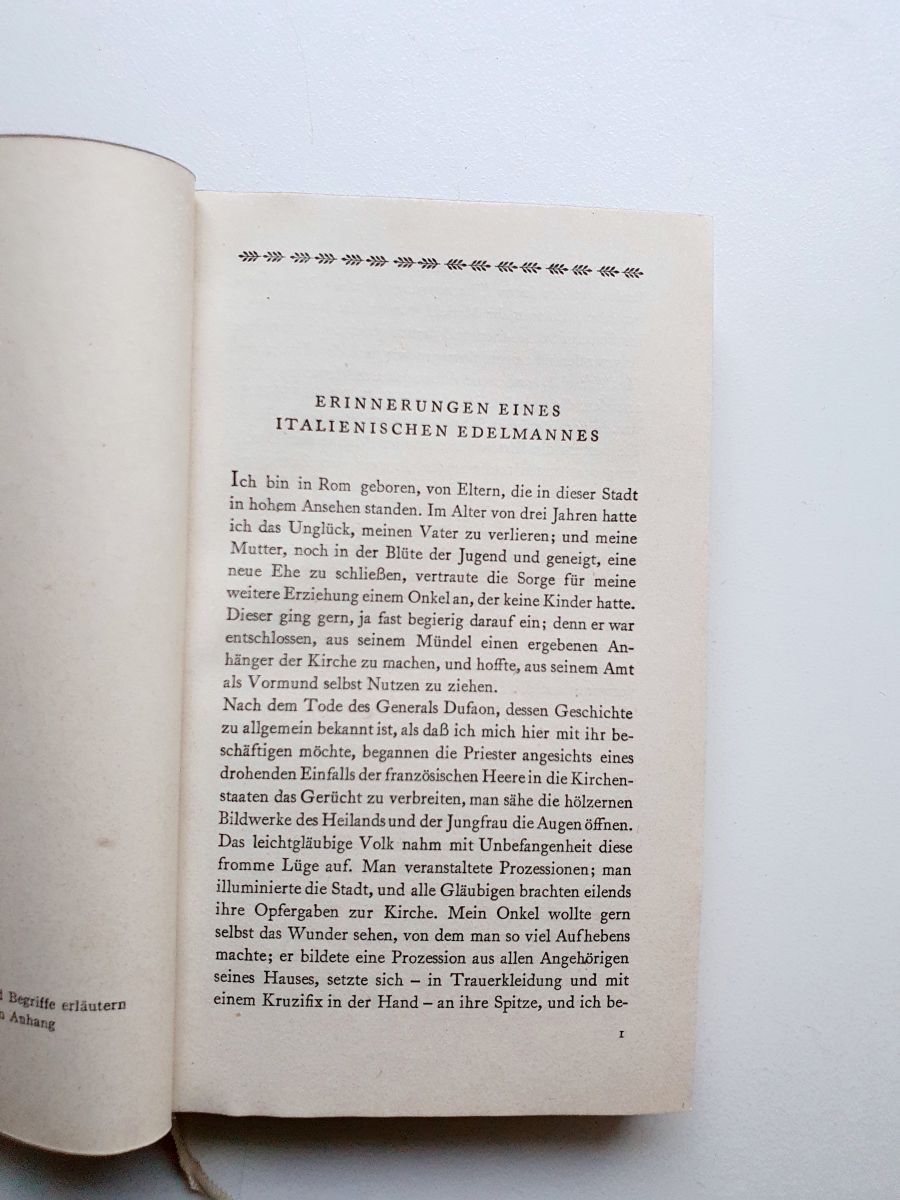 ERINNERUNGEN EINES
ITALIENISCHEN EDELMANNES
Ich bin in Rom geboren, von Eltern, die in dieser Stadt
in hohem Ansehen standen. Im Alter von drei Jahren hatte
ich das Unglück, meinen Vater zu verlieren; und meine
Mutter, noch in der Blüte der Jugend und geneigt, eine
neue Ehe zu schließen, vertraute die Sorge für meine
weitere Erziehung einem Onkel an, der keine Kinder hatte.
Dieser ging gern, ja fast begierig darauf ein; denn er war
entschlossen, aus seinem Mündel einen ergebenen An-
hänger der Kirche zu machen, und hoffte, aus seinem Amt
als Vormund selbst Nutzen zu ziehen.
Nach dem Tode des Generals Dufaon, dessen Geschichte
zu allgemein bekannt ist, als daß ich mich hier mit ihr be-
schäftigen möchte, begannen die Priester angesichts eines
drohenden Einfalls der französischen Heere in die Kirchen-
staaten das Gerücht zu verbreiten, man sähe die hölzernen
Bildwerke des Heilands und der Jungfrau die Augen öffnen.
Das leichtgläubige Volk nahm mit Unbefangenheit diese
fromme Lüge auf. Man veranstaltete Prozessionen; man
illuminierte die Stadt, und alle Gläubigen brachten eilends
ihre Opfergaben zur Kirche. Mein Onkel wollte gern
selbst das Wunder sehen, von dem man so viel Aufhebens
machte; er bildete eine Prozession aus allen Angehörigen
seines Hauses, setzte sich – in Trauerkleidung und mit
einem Kruzifix in der Hand – an ihre Spitze, und ich be-
1
Begriffe erläutern
Anhang